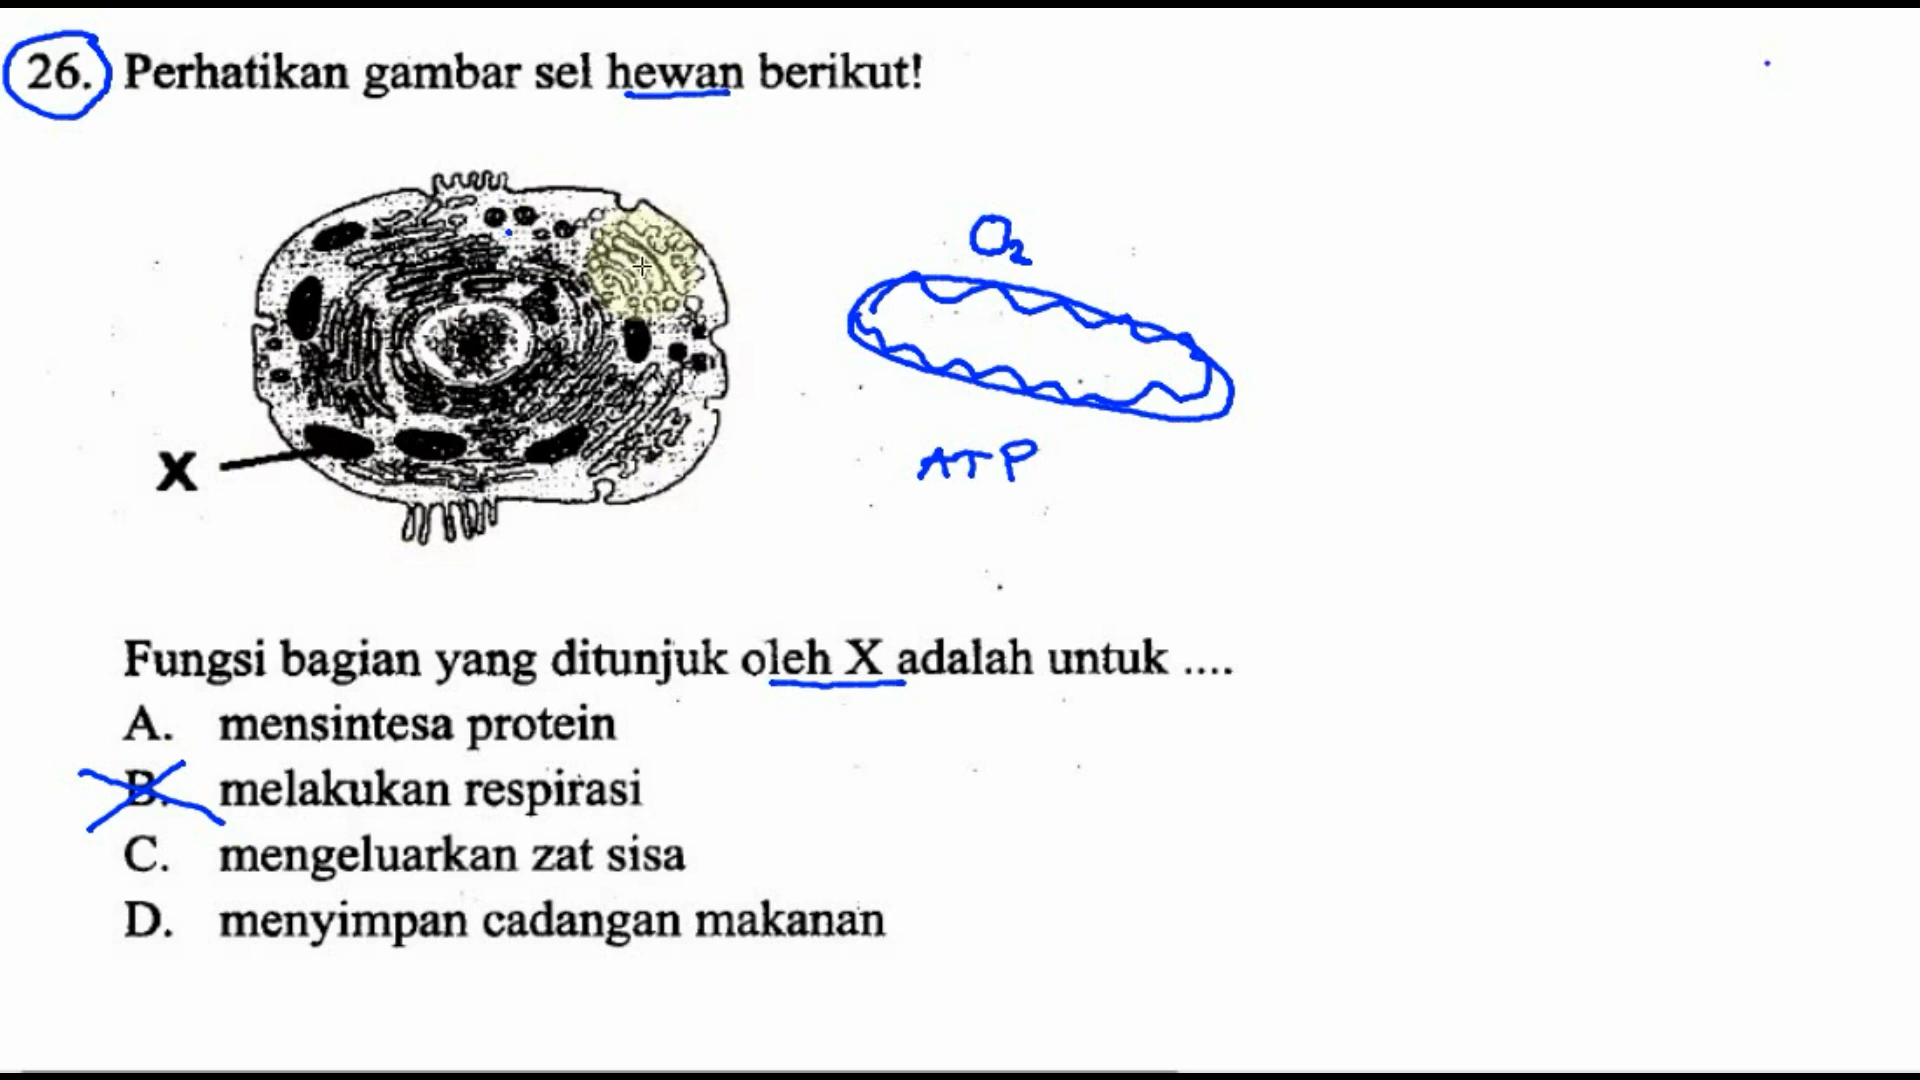 26. Perhatikan gambar sel hewan berikut!
O2
X
ATP
Fungsi bagian yang ditunjuk oleh X adalah untuk ....
A. mensintesa protein
B. melakukan respirasi
C. mengeluarkan zat sisa
D. menyimpan cadangan makanan